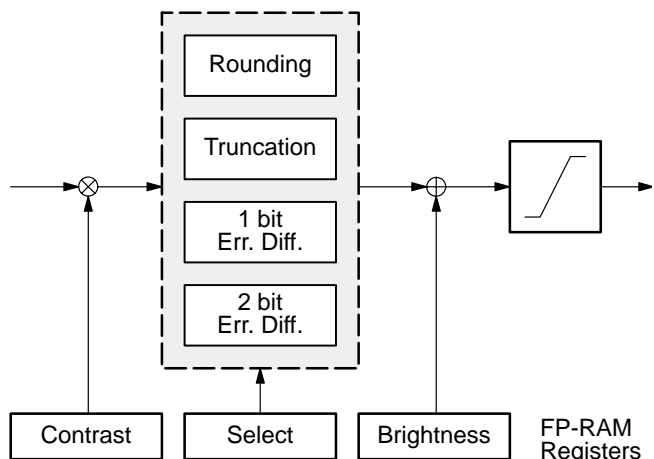 Rounding
Truncation
1 bit
Err. Diff.
2 bit
Err. Diff.
Contrast
Select
Brightness
FP-RAM
Registers